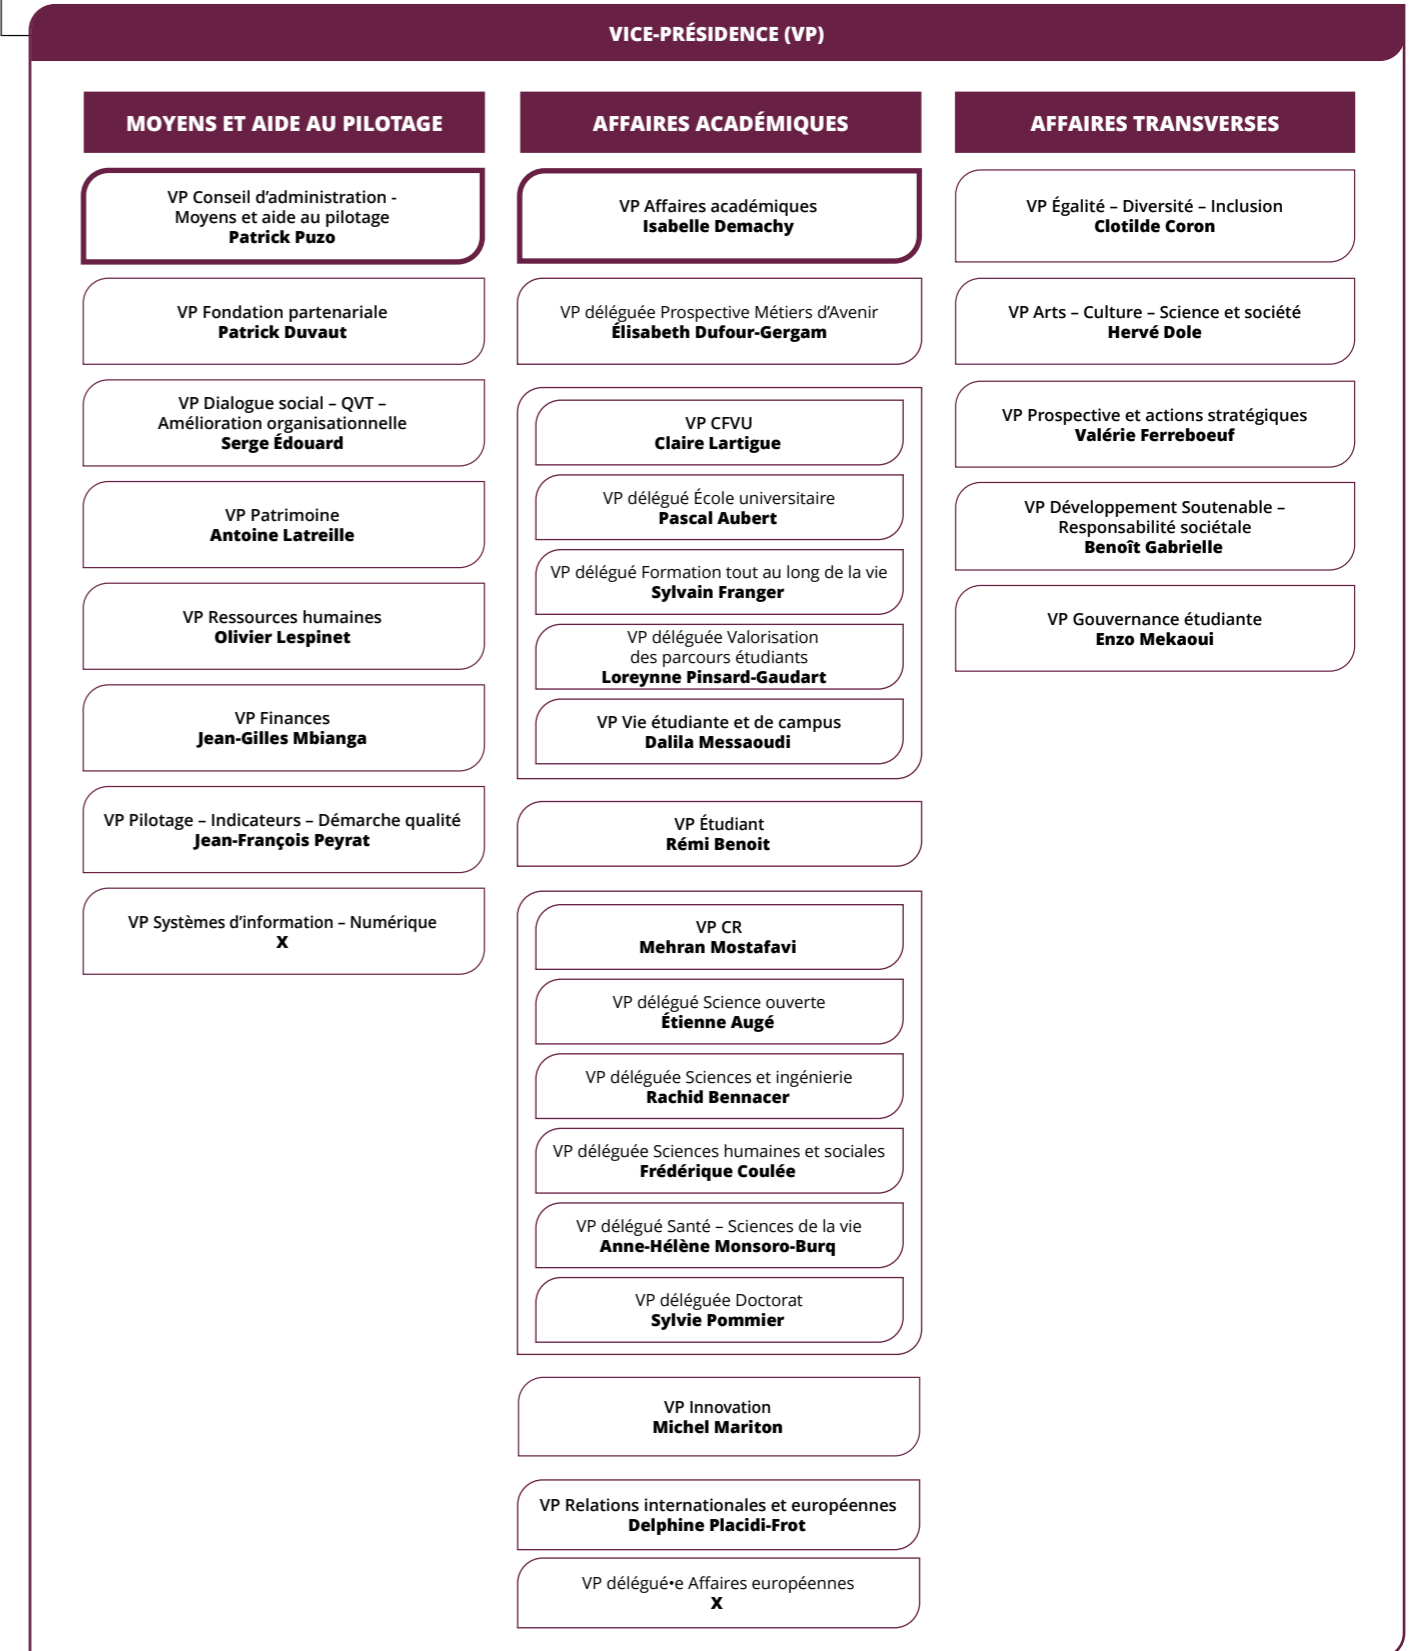 VICE-PRÉSIDENCE (VP)
MOYENS ET AIDE AU PILOTAGE
VP Conseil d’administration -
Moyens et aide au pilotage
Patrick Puzo
VP Fondation partenariale
Patrick Duvaut
VP Dialogue social – QVT –
Amélioration organisationnelle
Serge Édouard
VP Patrimoine
Antoine Latreille
VP Ressources humaines
Olivier Lespinet
VP Finances
Jean-Gilles Mbianga
VP Pilotage – Indicateurs – Démarche qualité
Jean-François Peyrat
VP Systèmes d’information – Numérique
X
AFFAIRES ACADÉMIQUES
VP Affaires académiques
Isabelle Demachy
VP déléguée Prospective Métiers d’Avenir
Élisabeth Dufour-Gergam
VP CFVU
Claire Lartigue
VP délégué École universitaire
Pascal Aubert
VP délégué Formation tout au long de la vie
Sylvain Franger
VP déléguée Valorisation
des parcours étudiants
Loreynne Pinsard-Gaudart
VP Vie étudiante et de campus
Dalila Messaoudi
VP Étudiant
Rémi Benoit
VP CR
Mehran Mostafavi
VP délégué Science ouverte
Étienne Augé
VP déléguée Sciences et ingénierie
Rachid Bennacer
VP déléguée Sciences humaines et sociales
Frédérique Coulée
VP délégué Santé – Sciences de la vie
Anne-Hélène Monsoro-Burq
VP déléguée Doctorat
Sylvie Pommier
VP Innovation
Michel Mariton
VP Relations internationales et européennes
Delphine Placidi-Frot
VP délégué•e Affaires européennes
X
AFFAIRES TRANSVERSES
VP Égalité – Diversité – Inclusion
Clotilde Coron
VP Arts – Culture – Science et société
Hervé Dole
VP Prospective et actions stratégiques
Valérie Ferreboeuf
VP Développement Soutenable –
Responsabilité sociétale
Benoît Gabrielle
VP Gouvernance étudiante
Enzo Mekaoui